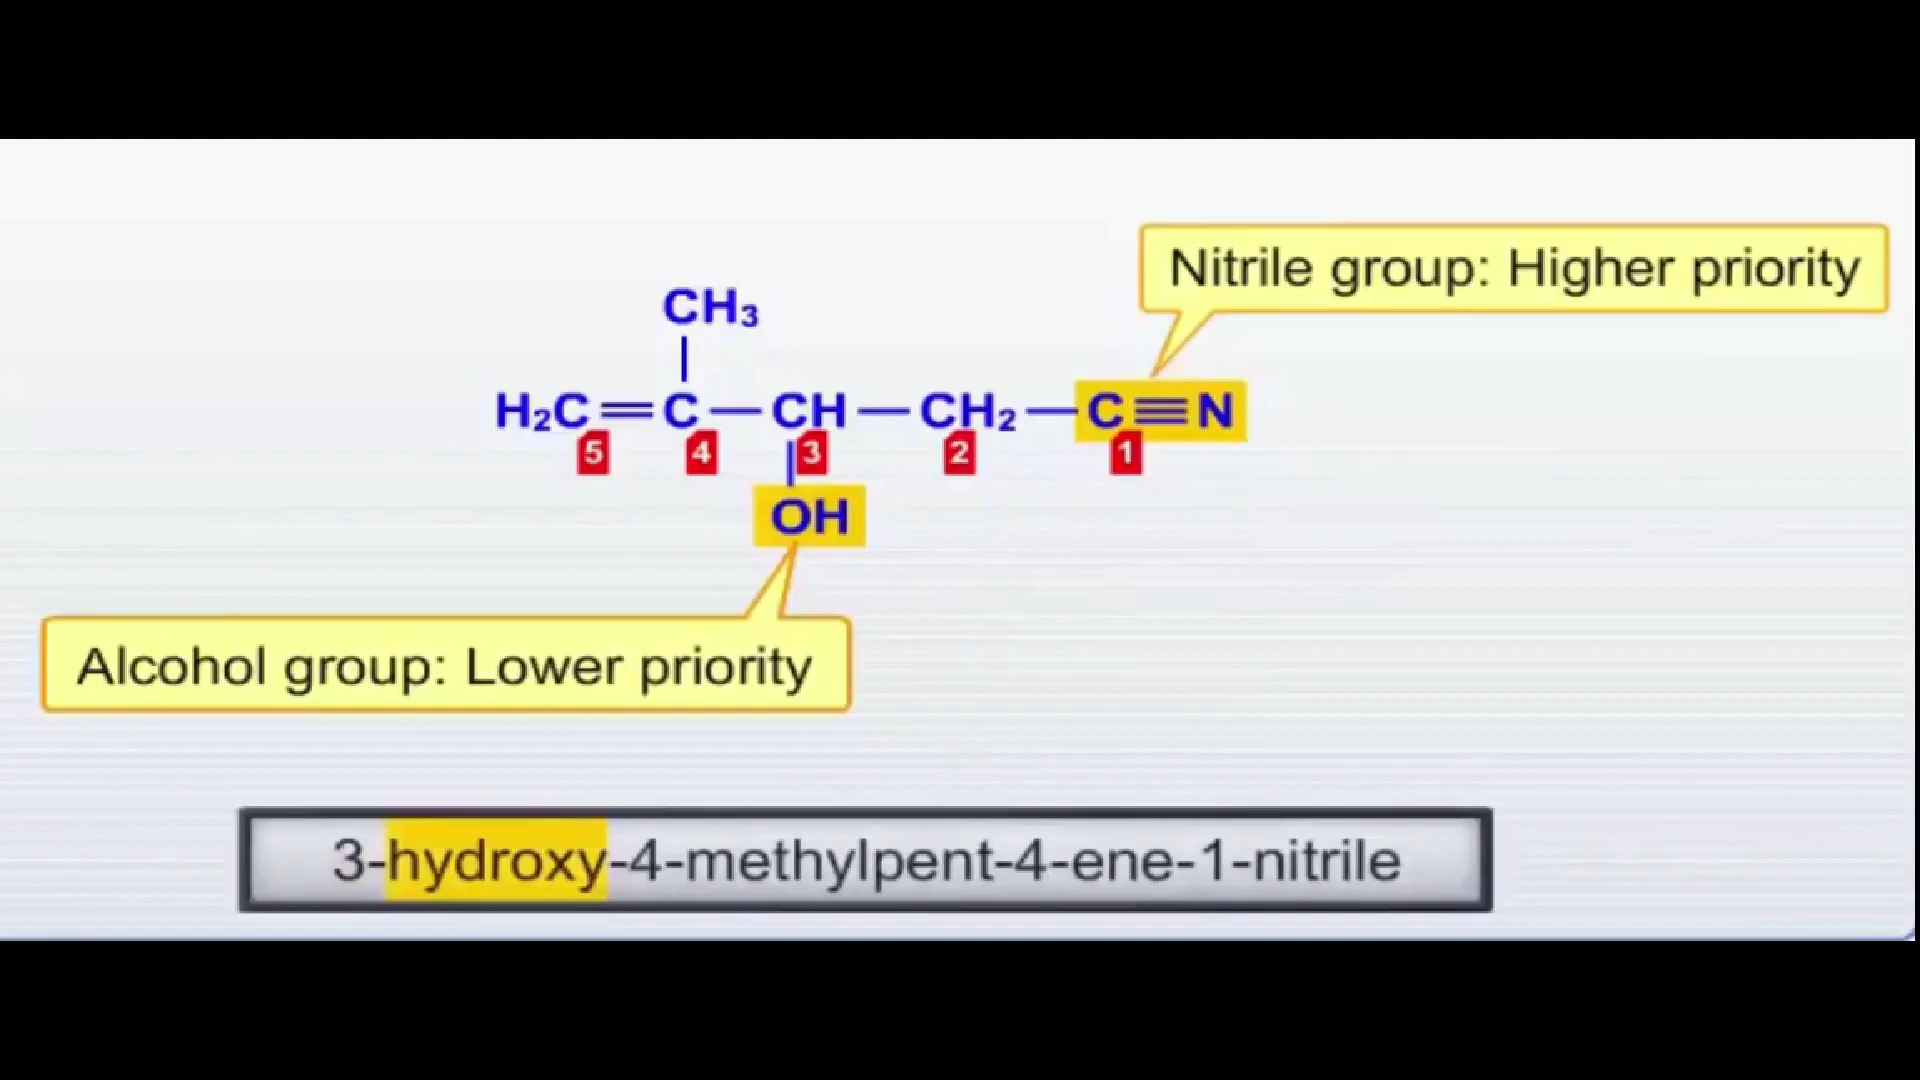 Nitrile group: Higher priority
CH₃
H₂C=C—CH—CH₂—C≡N
5 4 3 2 1
OH
Alcohol group: Lower priority
3-hydroxy-4-methylpent-4-ene-1-nitrile